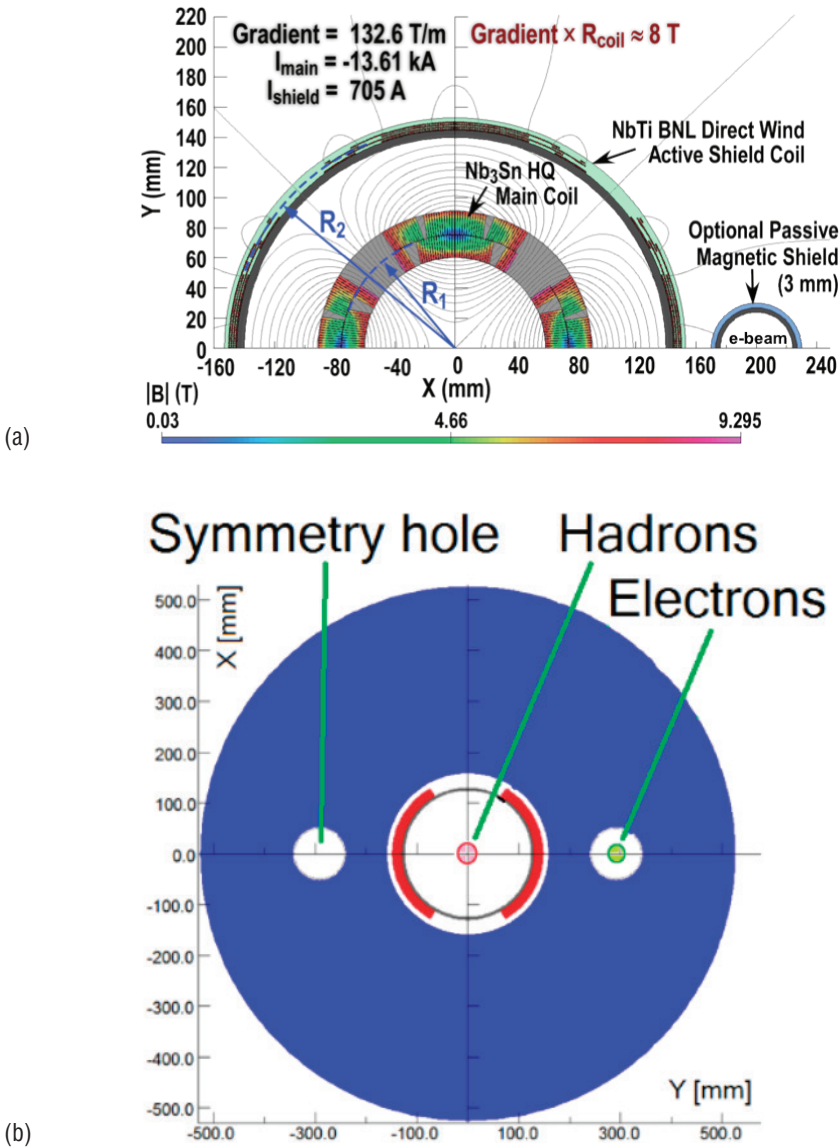 220
200
180
160
140
120
100
80
60
40
20
0
Y (mm)
Gradient = 132.6 T/m
I main = -13.61 kA
I shield = 705 A
Gradient × R coil ≈ 8 T
NbTi BNL Direct Wind
Active Shield Coil
Nb3Sn HQ
Main Coil
Optional Passive
Magnetic Shield
(3 mm)
R2
R1
e-beam
-160 -120 -80 -40 0 40 80 120 160 200 240
X (mm)
|B| (T)
0.03 4.66 9.295
(a)
Symmetry hole Hadrons
Electrons
X [mm]
500.0
400.0
300.0
200.0
100.0
0.0
-100.0
-200.0
-300.0
-400.0
-500.0
Y [mm]
-500.0 -300.0 -100.0 100.0 300.0 500.0
(b)